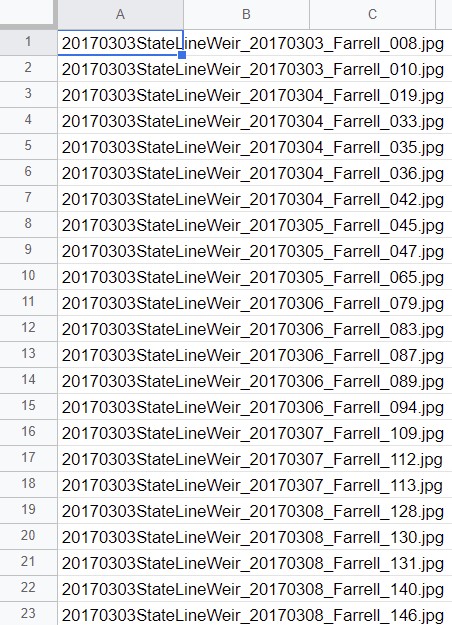 A B C
1 20170303StateLineWeir_20170303_Farrell_008.jpg
2 20170303StateLineWeir_20170303_Farrell_010.jpg
3 20170303StateLineWeir_20170304_Farrell_019.jpg
4 20170303StateLineWeir_20170304_Farrell_033.jpg
5 20170303StateLineWeir_20170304_Farrell_035.jpg
6 20170303StateLineWeir_20170304_Farrell_036.jpg
7 20170303StateLineWeir_20170304_Farrell_042.jpg
8 20170303StateLineWeir_20170305_Farrell_045.jpg
9 20170303StateLineWeir_20170305_Farrell_047.jpg
10 20170303StateLineWeir_20170305_Farrell_065.jpg
11 20170303StateLineWeir_20170306_Farrell_079.jpg
12 20170303StateLineWeir_20170306_Farrell_083.jpg
13 20170303StateLineWeir_20170306_Farrell_087.jpg
14 20170303StateLineWeir_20170306_Farrell_089.jpg
15 20170303StateLineWeir_20170306_Farrell_094.jpg
16 20170303StateLineWeir_20170307_Farrell_109.jpg
17 20170303StateLineWeir_20170307_Farrell_112.jpg
18 20170303StateLineWeir_20170307_Farrell_113.jpg
19 20170303StateLineWeir_20170308_Farrell_128.jpg
20 20170303StateLineWeir_20170308_Farrell_130.jpg
21 20170303StateLineWeir_20170308_Farrell_131.jpg
22 20170303StateLineWeir_20170308_Farrell_140.jpg
23 20170303StateLineWeir_20170308_Farrell_146.jpg